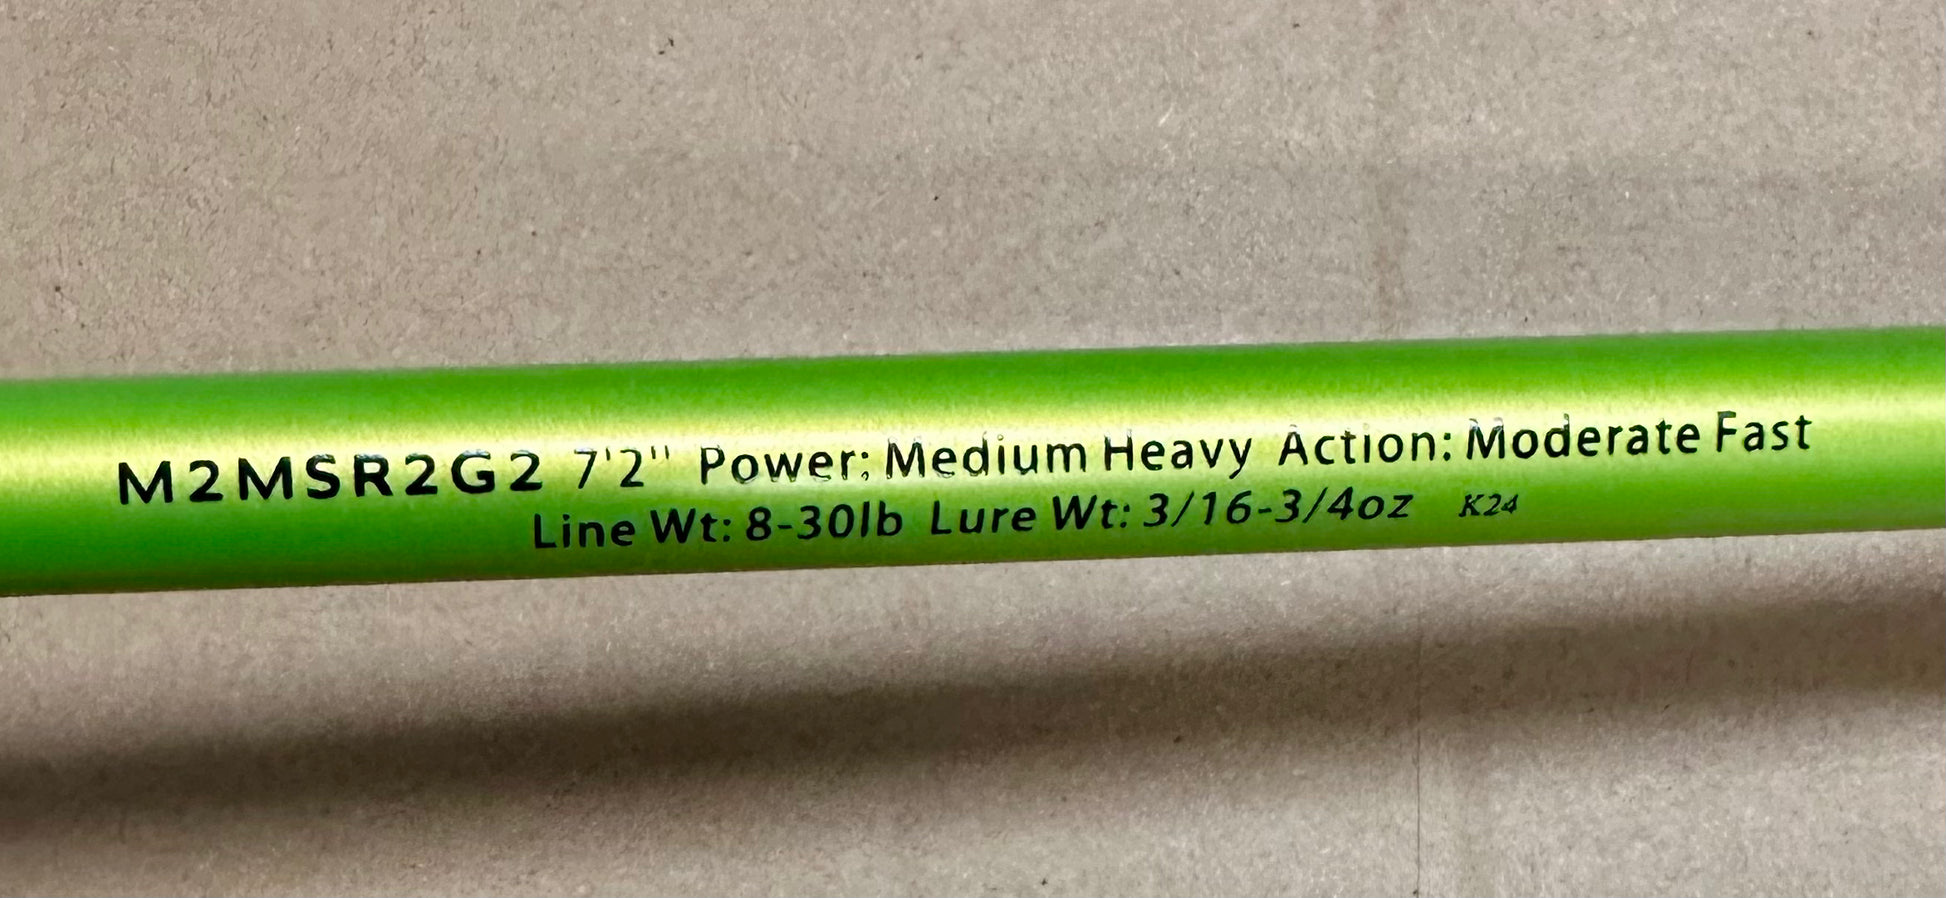 M2MSR2G2 7'2" Power: Medium Heavy Action: Moderate Fast
Line Wt: 8-30lb Lure Wt: 3/16-3/4oz K24